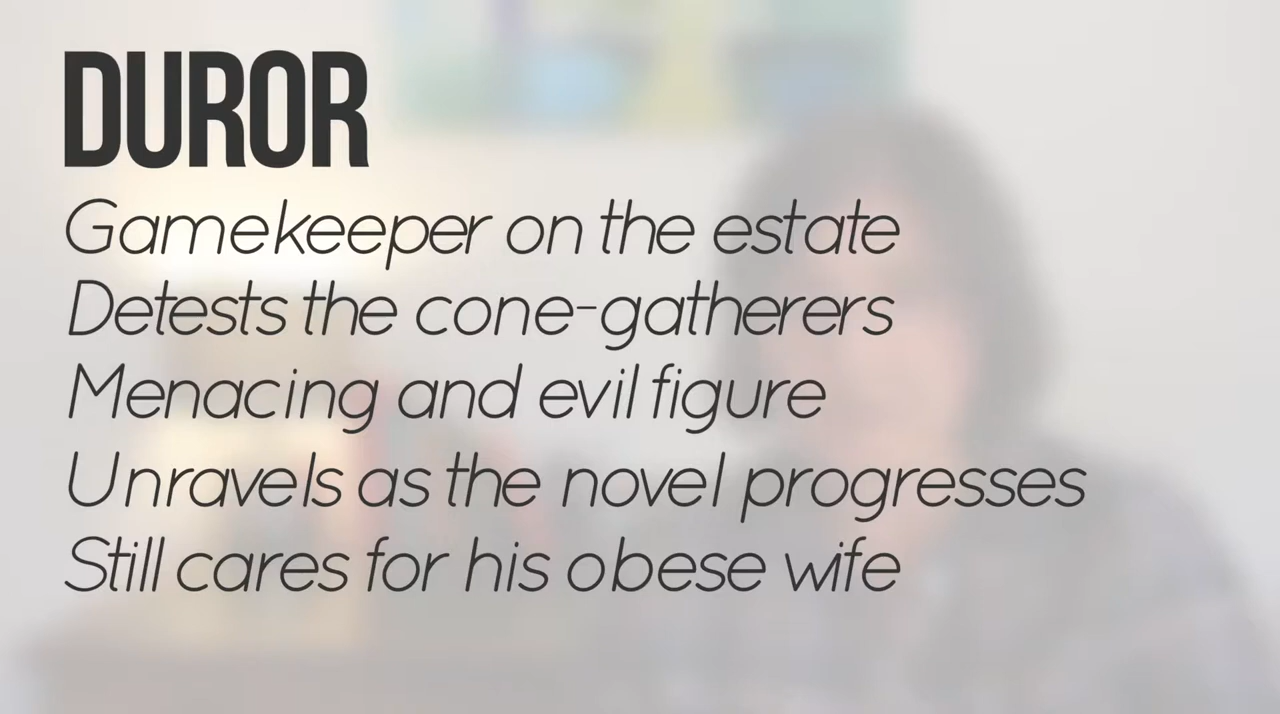 DUROR
Gamekeeper on the estate
Detests the cone-gatherers
Menacing and evil figure
Unravels as the novel progresses
Still cares for his obese wife